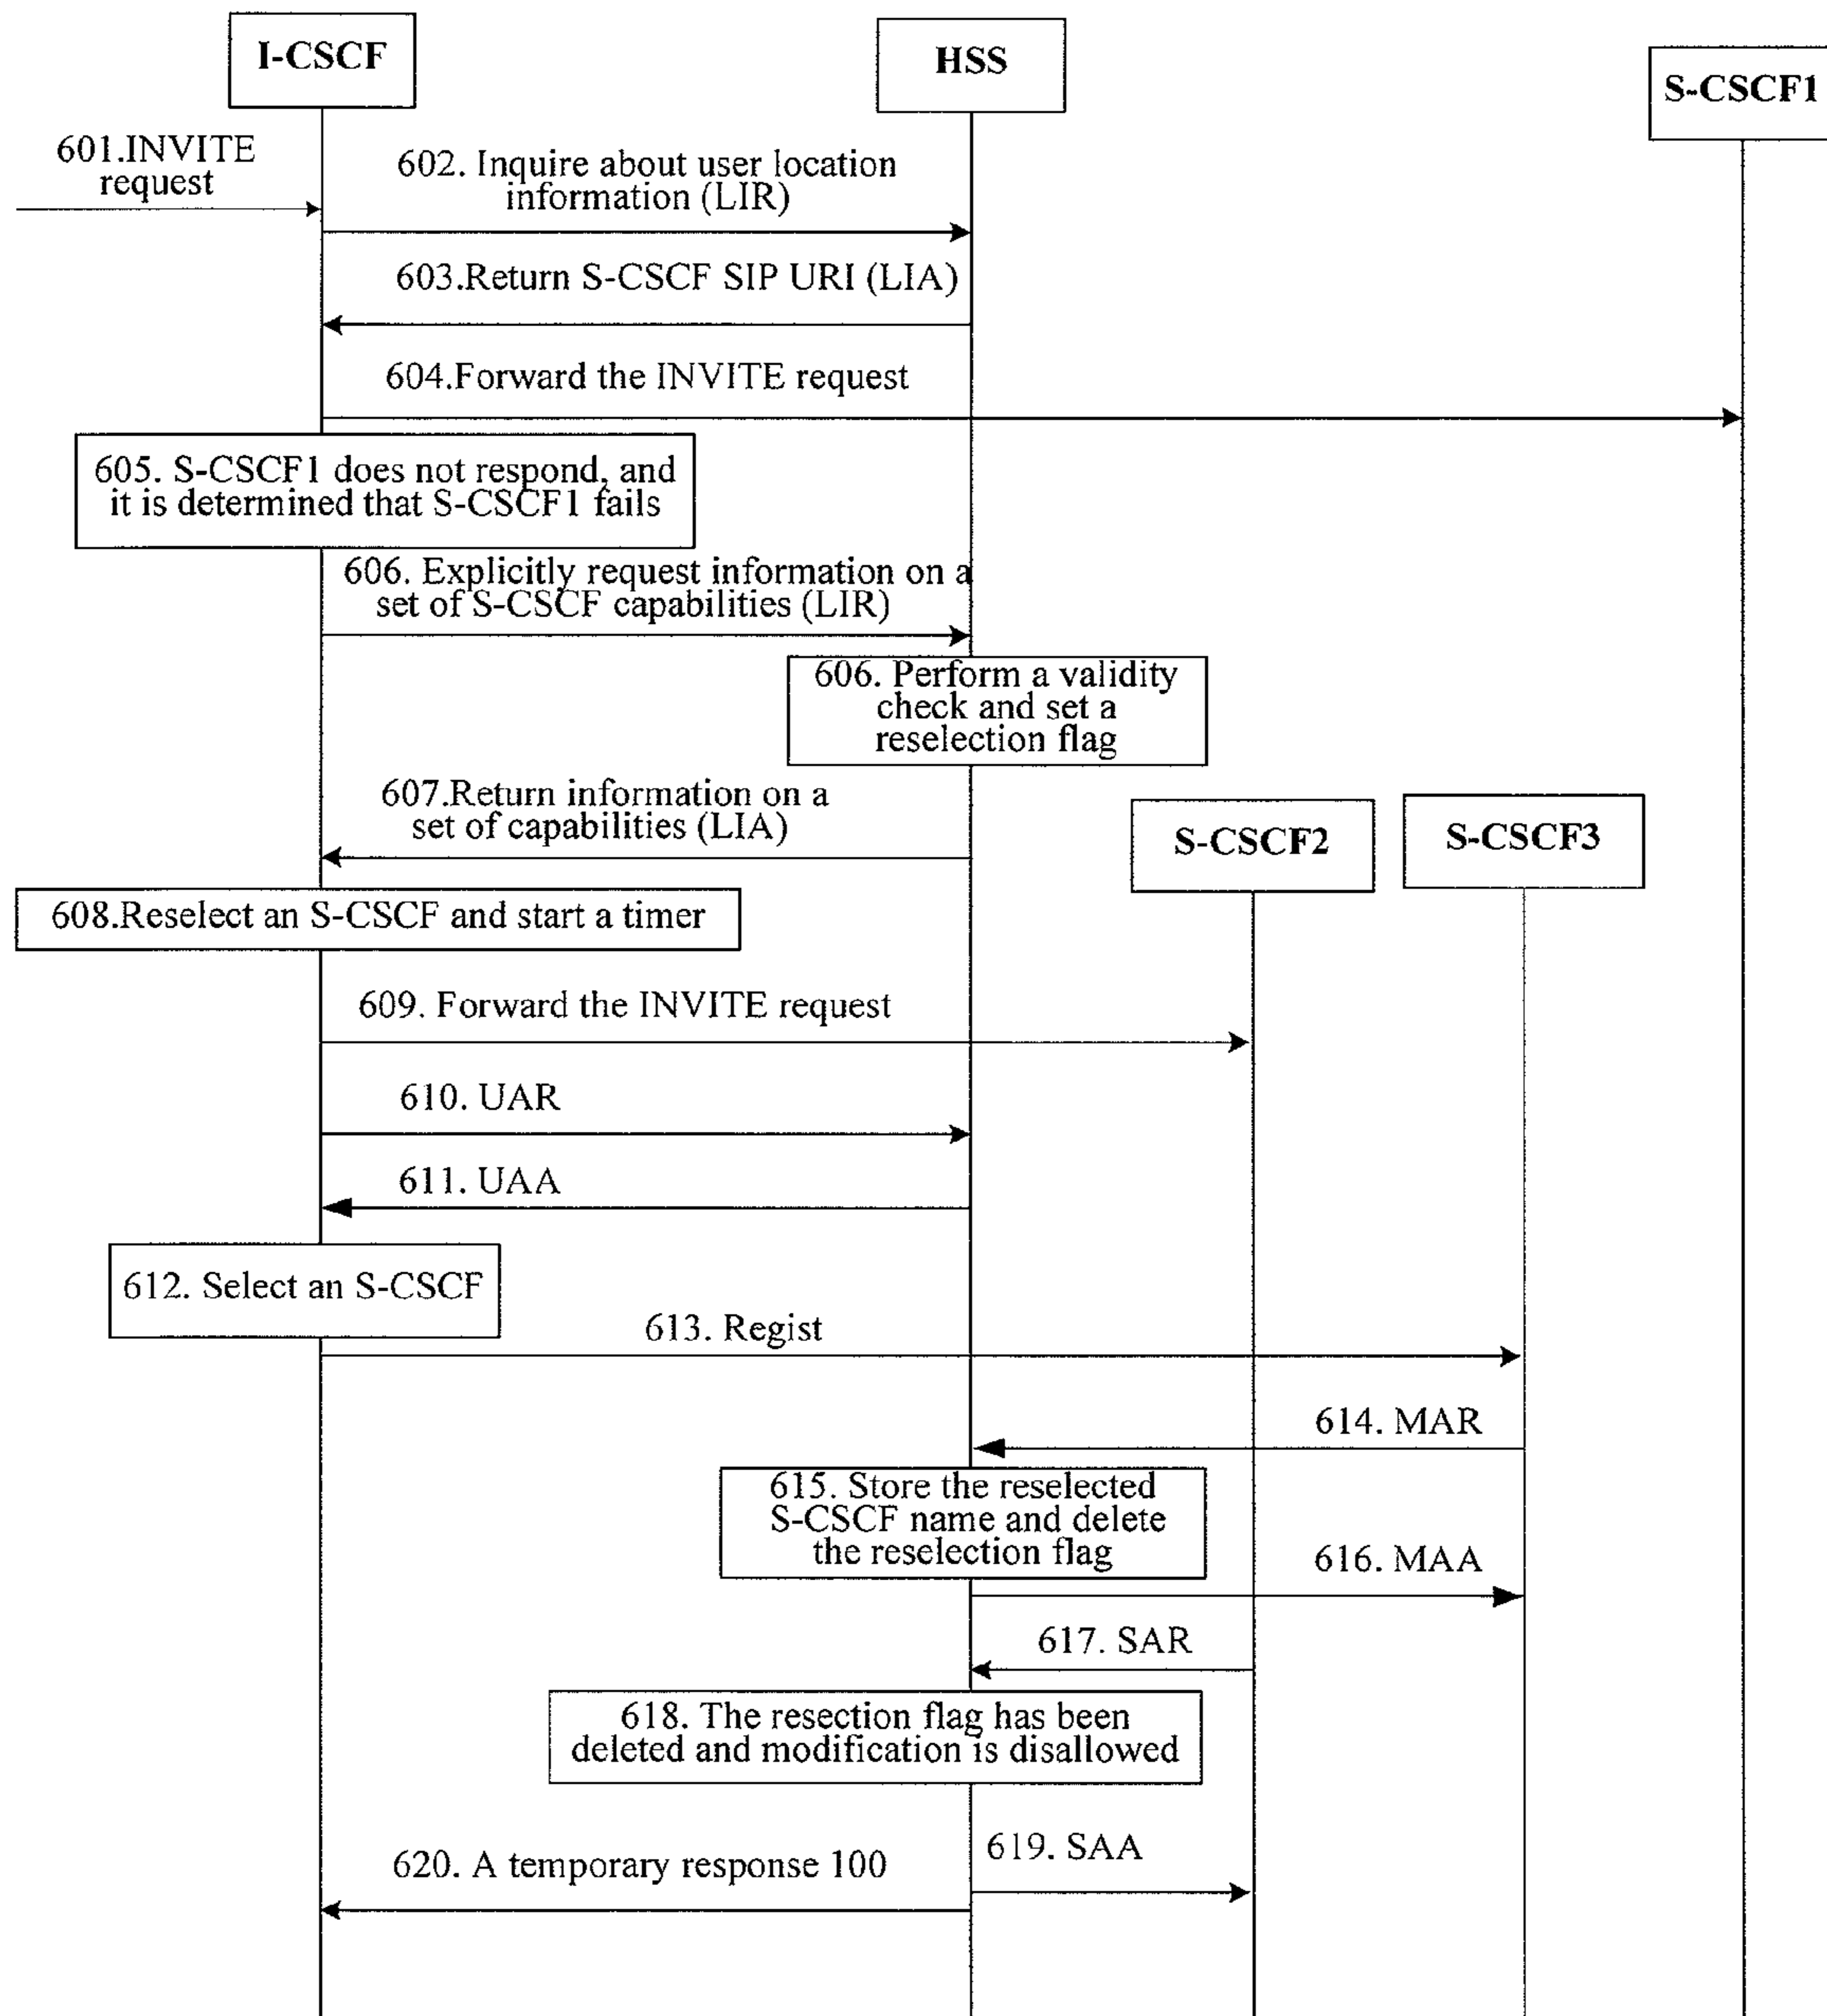 I-CSCF
HSS
S-CSCF1
601.INVITE
request
602. Inquire about user location
information (LIR)
603.Return S-CSCF SIP URI (LIA)
604.Forward the INVITE request
605. S-CSCF1 does not respond, and
it is determined that S-CSCF1 fails
606. Explicitly request information on a
set of S-CSCF capabilities (LIR)
606. Perform a validity
check and set a
reselection flag
607.Return information on a
set of capabilities (LIA)
S-CSCF2
S-CSCF3
608.Reselect an S-CSCF and start a timer
609. Forward the INVITE request
610. UAR
611. UAA
612. Select an S-CSCF
613. Regist
614. MAR
615. Store the reselected
S-CSCF name and delete
the reselection flag
616. MAA
617. SAR
618. The resection flag has been
deleted and modification is disallowed
619. SAA
620. A temporary response 100